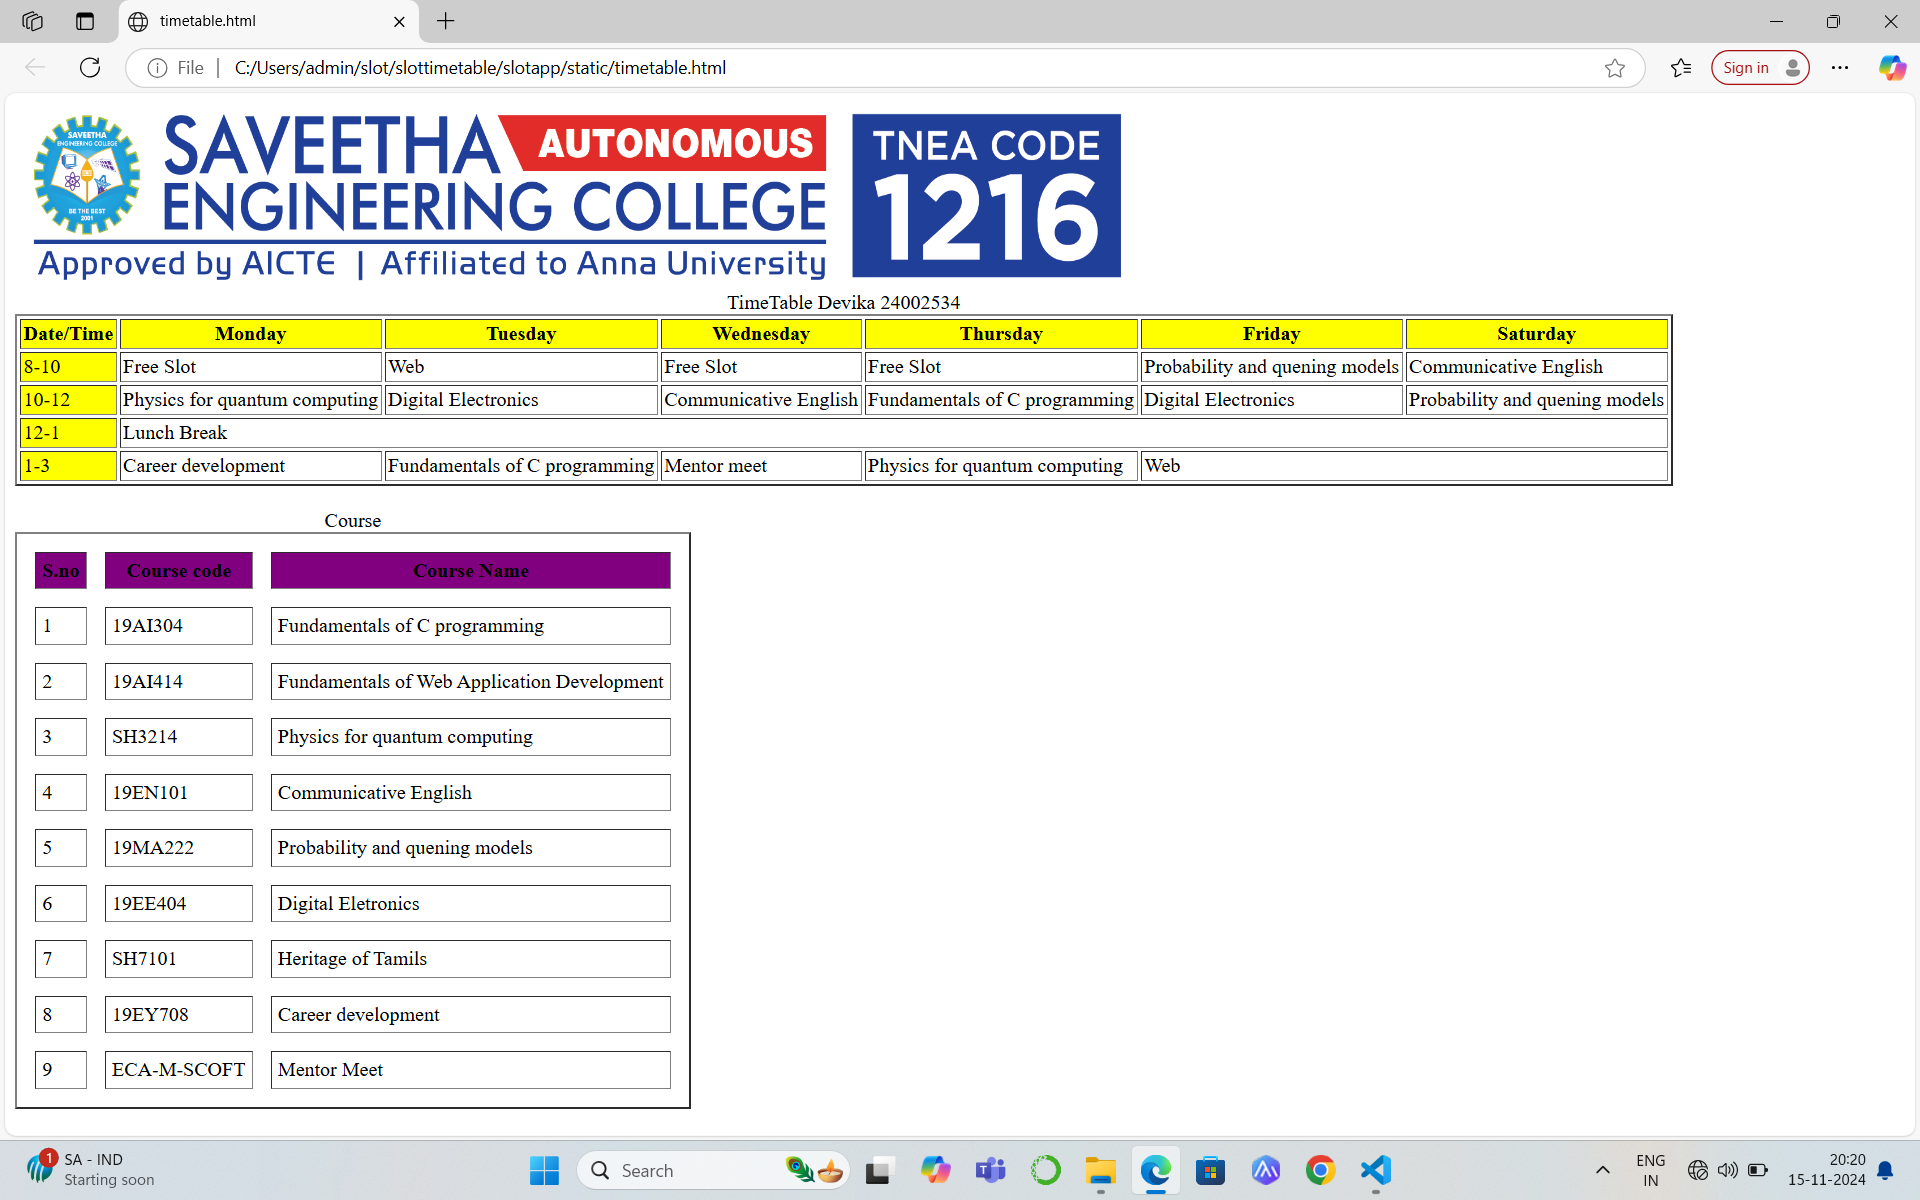 timetable.html
File
C:/Users/admin/slot/slottimetable/slotapp/static/timetable.html
Sign in
SAVEETHA
ENGINEERING COLLEGE
BE THE BEST
2001
SAVEETHA AUTONOMOUS
ENGINEERING COLLEGE
Approved by AICTE | Affiliated to Anna University
TNEA CODE
1216
TimeTable Devika 24002534
Date/Time Monday Tuesday Wednesday Thursday Friday Saturday
8-10 Free Slot Web Free Slot Free Slot Probability and quening models Communicative English
10-12 Physics for quantum computing Digital Electronics Communicative English Fundamentals of C programming Digital Electronics Probability and quening models
12-1 Lunch Break
1-3 Career development Fundamentals of C programming Mentor meet Physics for quantum computing Web
Course
S.no Course code Course Name
1 19AI304 Fundamentals of C programming
2 19AI414 Fundamentals of Web Application Development
3 SH3214 Physics for quantum computing
4 19EN101 Communicative English
5 19MA222 Probability and quening models
6 19EE404 Digital Eletronics
7 SH7101 Heritage of Tamils
8 19EY708 Career development
9 ECA-M-SCOFT Mentor Meet
1
SA - IND
Starting soon
Search
ENG
IN
20:20
15-11-2024